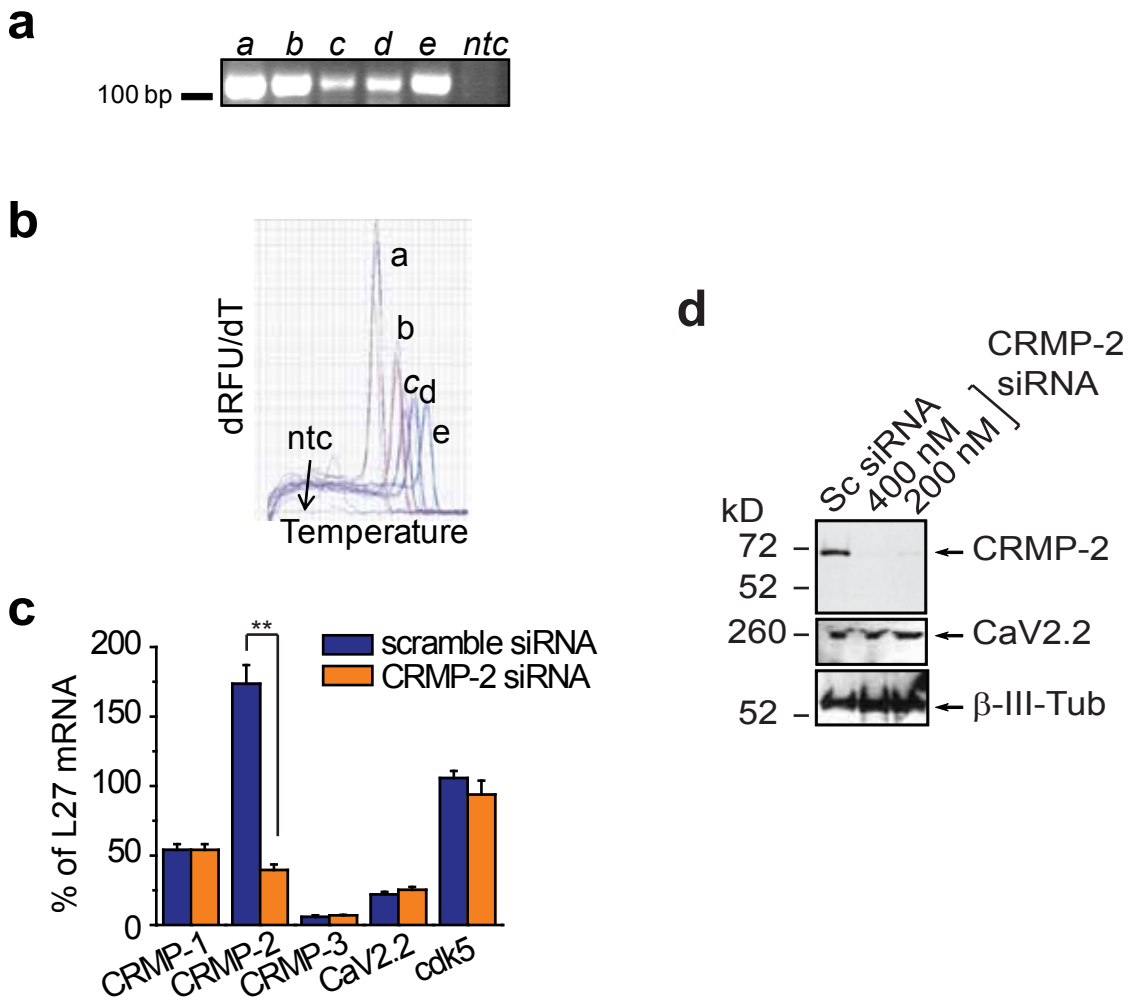 a
a b c d e ntc
100 bp
b
dRFU/dT
a
b
c d
e
ntc
Temperature
c
% of L27 mRNA
200
150
100
50
0
**
scramble siRNA
CRMP-2 siRNA
CRMP-1
CRMP-2
CRMP-3
CaV2.2
cdk5
d
CRMP-2
siRNA
Sc siRNA
400 nM
200 nM
kD
72
CRMP-2
52
260
CaV2.2
52
β-III-Tub